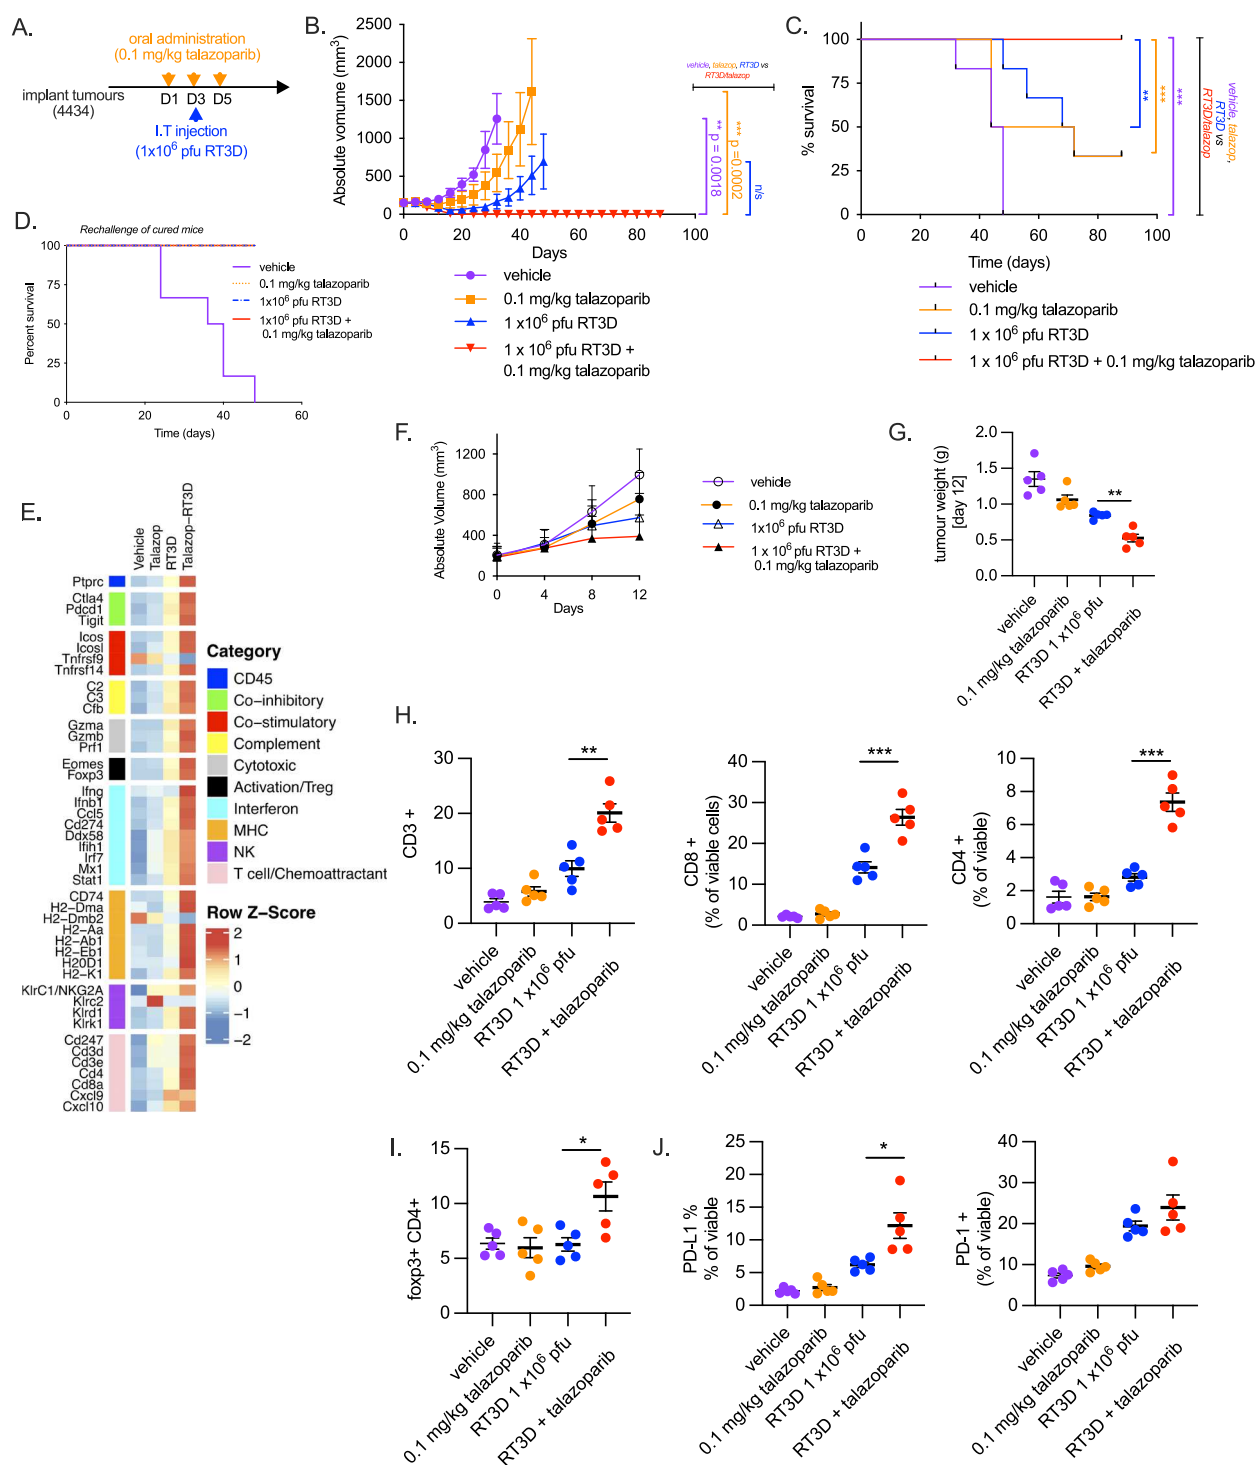 A.
oral administration
(0.1 mg/kg talazoparib)
implant tumours
(4434)
D1 D3 D5
I.T injection
(1x10⁶ pfu RT3D)
B.
Absolute vomume (mm³)
2500
2000
1500
1000
500
0
0 20 40 60 80 100
Days
vehicle, talazop, RT3D vs
RT3D/talazop
** p = 0.0018
*** p =0.0002
n/s
vehicle
0.1 mg/kg talazoparib
1 x 10⁶ pfu RT3D
1 x 10⁶ pfu RT3D +
0.1 mg/kg talazoparib
C.
% survival
100
75
50
25
0
0 20 40 60 80 100
Time (days)
**
***
***
vehicle, talazop,
RT3D vs
RT3D/talazop
vehicle
0.1 mg/kg talazoparib
1 x 10⁶ pfu RT3D
1 x 10⁶ pfu RT3D + 0.1 mg/kg talazoparib
D.
Rechallenge of cured mice
Percent survival
100
75
50
25
0
0 20 40 60
Time (days)
vehicle
0.1 mg/kg talazoparib
1x10⁶ pfu RT3D
1x10⁶ pfu RT3D +
0.1 mg/kg talazoparib
E.
Vehicle
Talazop
RT3D
Talazop−RT3D
Ptprc
Ctla4
Pdcd1
Tigit
Icos
Icosl
Tnfrsf9
Tnfrsf14
C2
C3
Cfb
Gzma
Gzmb
Prf1
Eomes
Foxp3
Ifng
Ifnb1
Ccl5
Cd274
Ddx58
Ifih1
Irf7
Mx1
Stat1
CD74
H2−Dma
H2−Dmb2
H2−Aa
H2−Ab1
H2−Eb1
H20D1
H2−K1
KlrC1/NKG2A
Klrc2
Klrd1
Klrk1
Cd247
Cd3d
Cd3e
Cd4
Cd8a
Cxcl9
Cxcl10
Category
CD45
Co−inhibitory
Co−stimulatory
Complement
Cytotoxic
Activation/Treg
Interferon
MHC
NK
T cell/Chemoattractant
Row Z−Score
2
1
0
−1
−2
F.
Absolute Volume (mm³)
1200
800
400
0
0 4 8 12
Days
vehicle
0.1 mg/kg talazoparib
1x10⁶ pfu RT3D
1 x 10⁶ pfu RT3D +
0.1 mg/kg talazoparib
G.
tumour weight (g)
[day 12]
2.0
1.5
1.0
0.5
0.0
**
vehicle
0.1 mg/kg talazoparib
RT3D 1 x10⁶ pfu
RT3D + talazoparib
H.
CD3 +
30
20
10
0
**
vehicle
0.1 mg/kg talazoparib
RT3D 1 x10⁶ pfu
RT3D + talazoparib
CD8 +
(% of viable cells)
40
30
20
10
0
***
vehicle
0.1 mg/kg talazoparib
RT3D 1 x10⁶ pfu
RT3D + talazoparib
CD4 +
(% of viable)
10
8
6
4
2
0
***
vehicle
0.1 mg/kg talazoparib
RT3D 1 x10⁶ pfu
RT3D + talazoparib
I.
foxp3+ CD4+
15
10
5
0
*
vehicle
0.1 mg/kg talazoparib
RT3D 1 x10⁶ pfu
RT3D + talazoparib
J.
PD-L1 %
% of viable
25
20
15
10
5
0
*
vehicle
0.1 mg/kg talazoparib
RT3D 1 x10⁶ pfu
RT3D + talazoparib
PD-1 +
(% of viable)
40
30
20
10
0
vehicle
0.1 mg/kg talazoparib
RT3D 1 x10⁶ pfu
RT3D + talazoparib